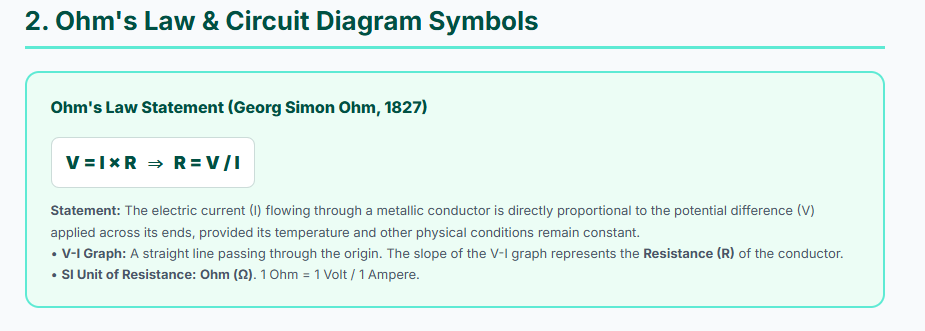 2. Ohm's Law & Circuit Diagram Symbols
Ohm's Law Statement (Georg Simon Ohm, 1827)
V = I × R ⇒ R = V / I
Statement: The electric current (I) flowing through a metallic conductor is directly proportional to the potential difference (V)
applied across its ends, provided its temperature and other physical conditions remain constant.
• V-I Graph: A straight line passing through the origin. The slope of the V-I graph represents the Resistance (R) of the conductor.
• SI Unit of Resistance: Ohm (Ω). 1 Ohm = 1 Volt / 1 Ampere.